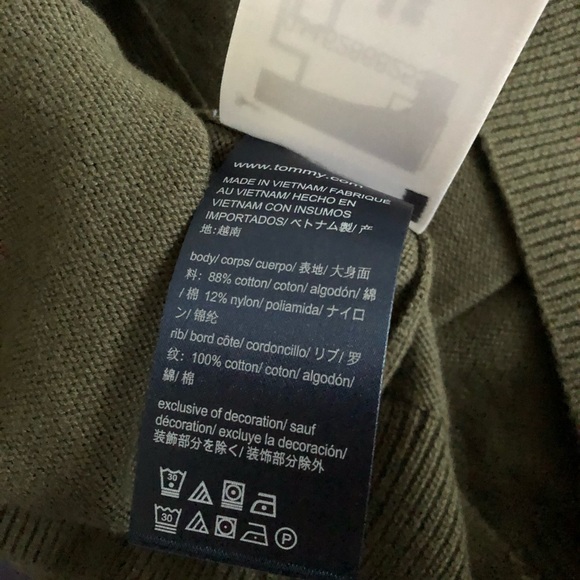 www.tommy.com
MADE IN VIETNAM/ FABRIQUE
AU VIETNAM/ HECHO EN
VIETNAM CON INSUMOS
IMPORTADOS/ ベトナム製/ 产
地:越南
body/ corps/ cuerpo/ 表地/ 大身面
料: 88% cotton/ coton/ algodón/ 綿
/ 棉 12% nylon/ poliamida/ ナイロ
ン/ 锦纶
rib/ bord côte/ cordoncillo/ リブ/ 罗
纹: 100% cotton/ coton/ algodón/
綿/ 棉
exclusive of decoration/ sauf
décoration/ excluye la decoración/
装飾部分を除く/ 装饰部分除外
30
30 P